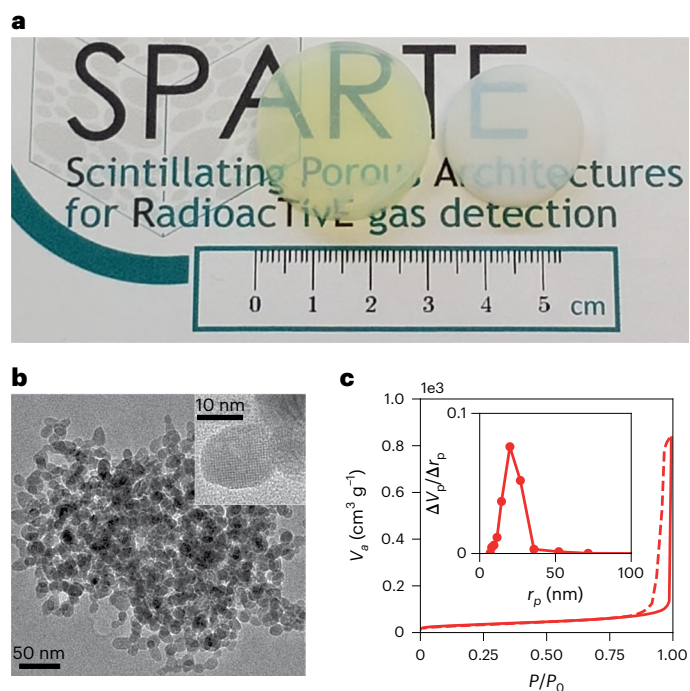 a
SPARTE
Scintillating Porous Architectures
for RadioacTivE gas detection
0 1 2 3 4 5 cm
b
10 nm
50 nm
c
1e3
1.0
0.8
0.6
0.4
0.2
0
Vₐ (cm³ g⁻¹)
0.1
0
ΔVₚ/Δrₚ
0 50 100
rₚ (nm)
0 0.25 0.50 0.75 1.00
P/P₀